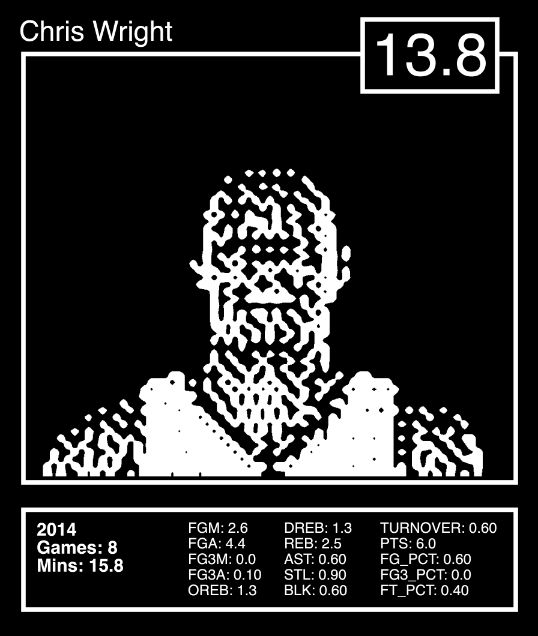 Chris Wright
13.8
2014
Games: 8
Mins: 15.8
FGM: 2.6
FGA: 4.4
FG3M: 0.0
FG3A: 0.10
OREB: 1.3
DREB: 1.3
REB: 2.5
AST: 0.60
STL: 0.90
BLK: 0.60
TURNOVER: 0.60
PTS: 6.0
FG_PCT: 0.60
FG3_PCT: 0.0
FT_PCT: 0.40